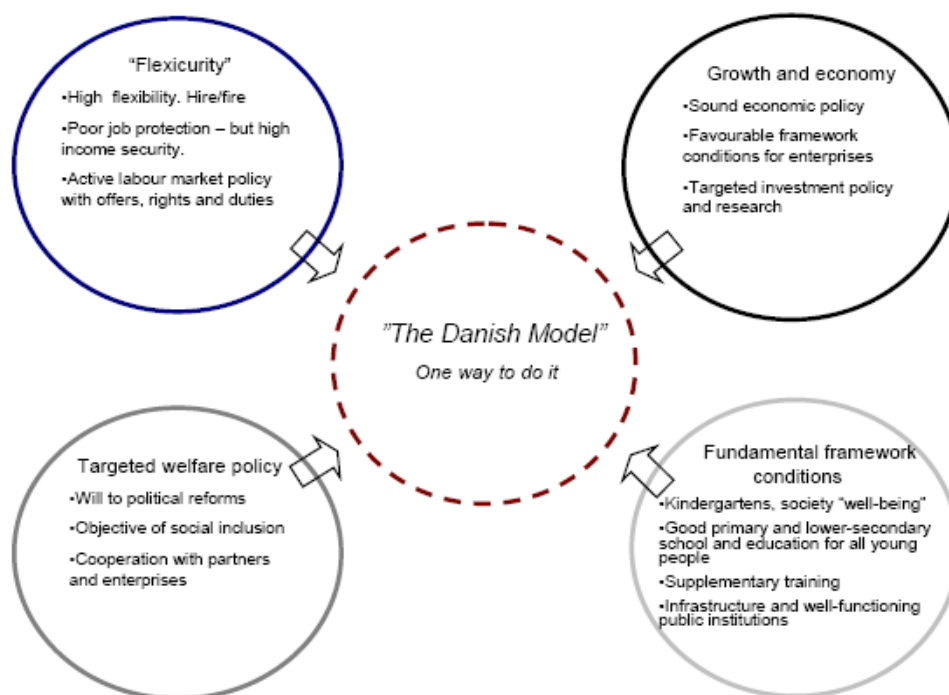 “Flexicurity”
•High flexibility. Hire/fire
•Poor job protection – but high
income security.
•Active labour market policy
with offers, rights and duties
Growth and economy
•Sound economic policy
•Favourable framework
conditions for enterprises
•Targeted investment policy
and research
”The Danish Model”
One way to do it
Targeted welfare policy
•Will to political reforms
•Objective of social inclusion
•Cooperation with partners
and enterprises
Fundamental framework
conditions
•Kindergartens, society “well-being”
•Good primary and lower-secondary
school and education for all young
people
•Supplementary training
•Infrastructure and well-functioning
public institutions